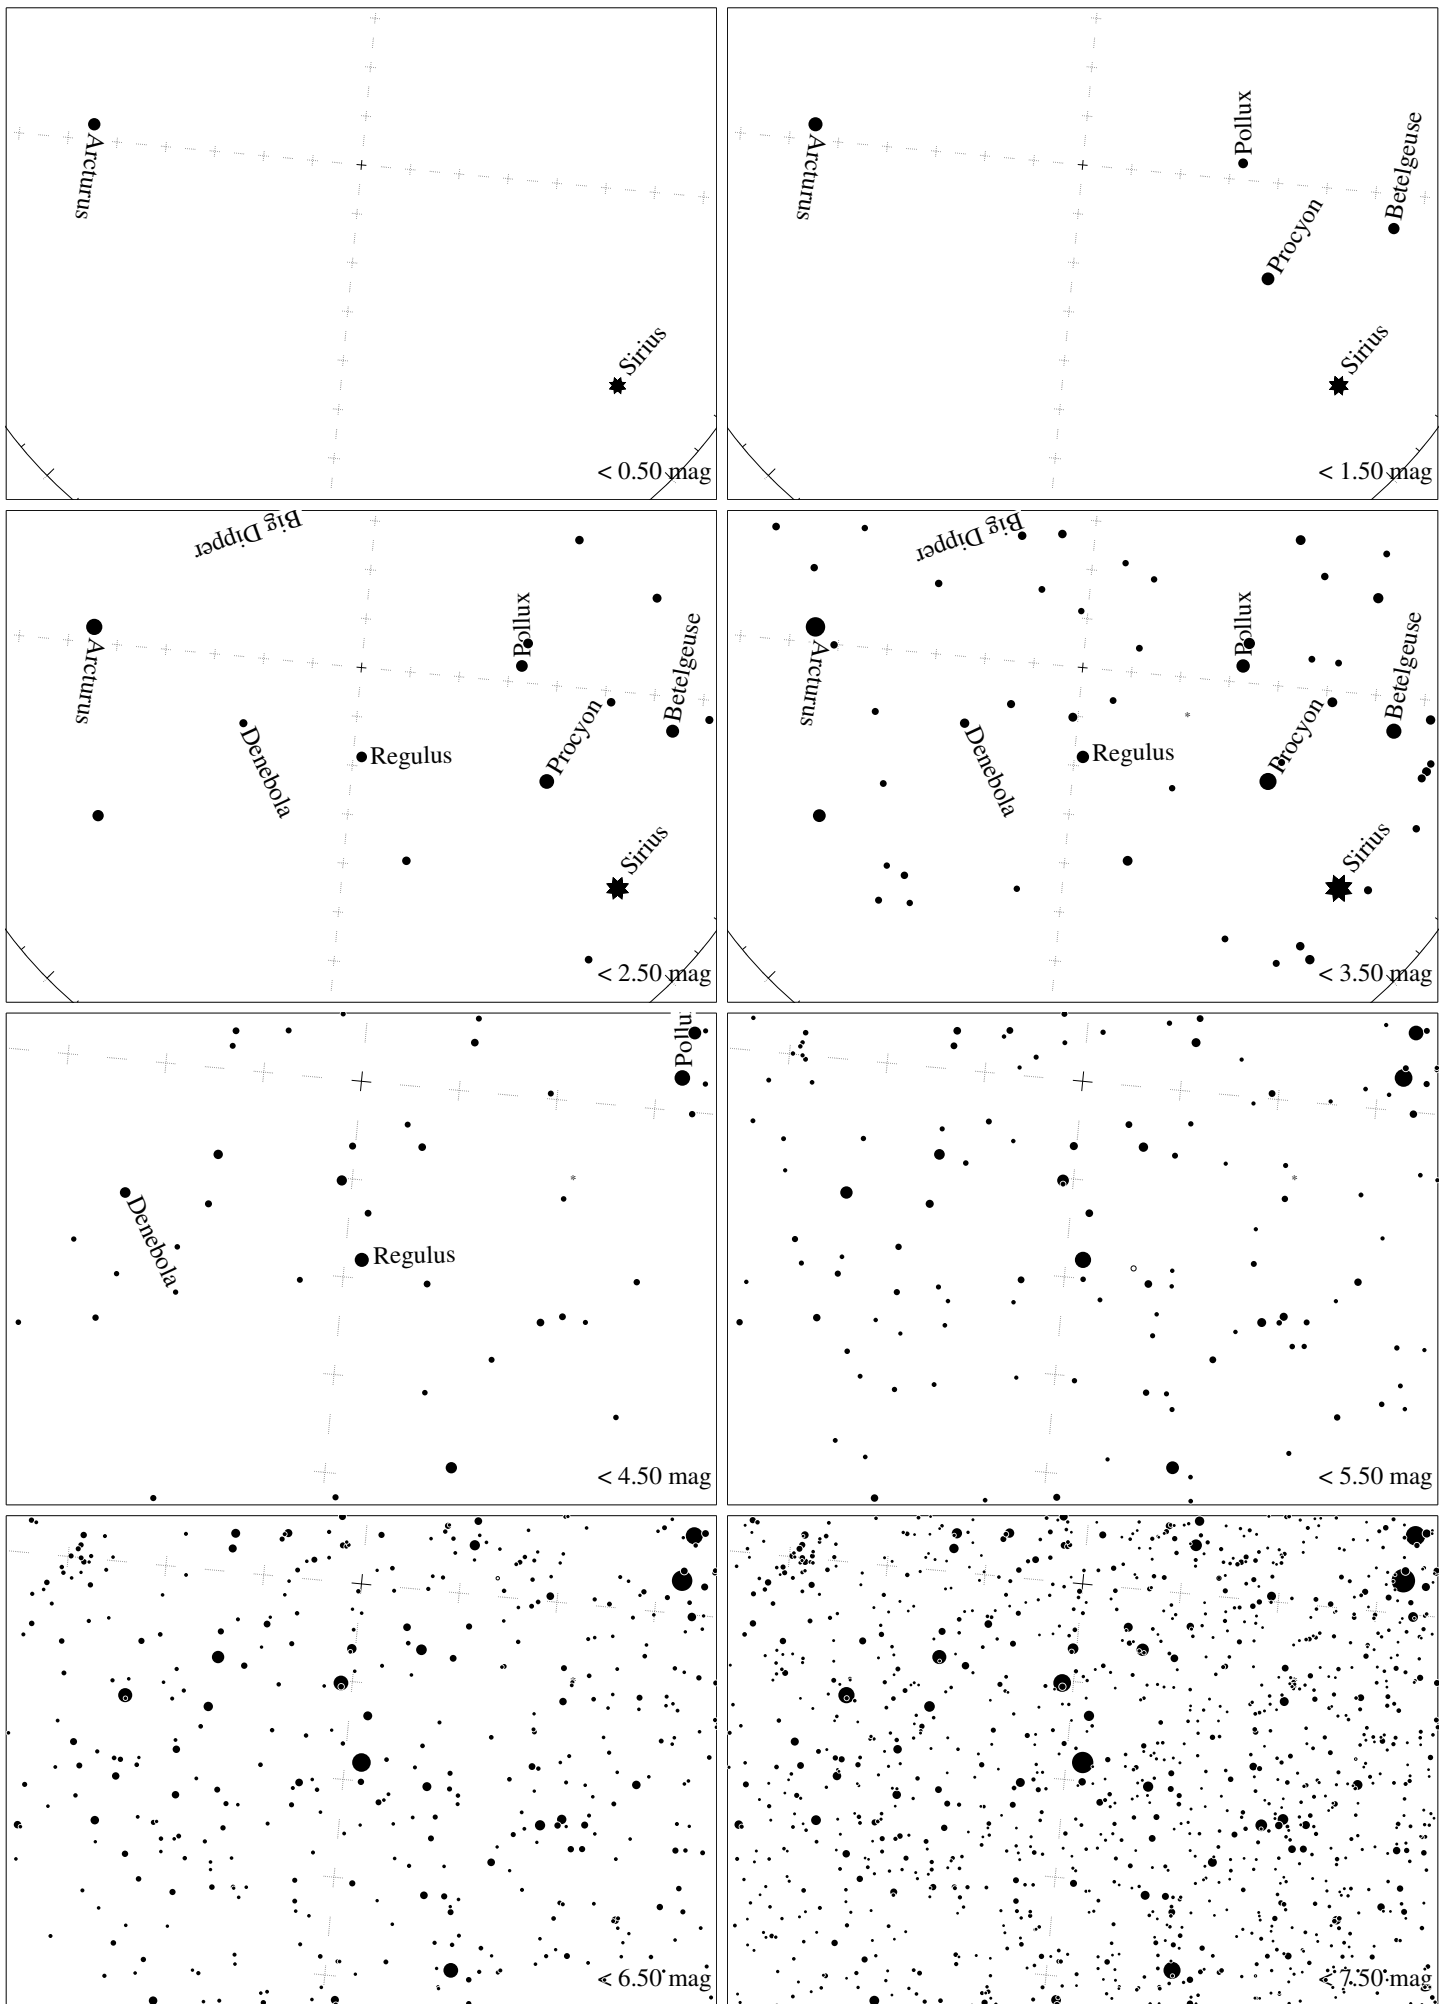 Arcturus
Sirius
< 0.50 mag
Arcturus
Pollux
Betelgeuse
Procyon
Sirius
< 1.50 mag
Big Dipper
Arcturus
Pollux
Betelgeuse
Procyon
Denebola
Regulus
Sirius
< 2.50 mag
Big Dipper
Arcturus
Pollux
Betelgeuse
Procyon
Denebola
Regulus
Sirius
< 3.50 mag
Pollu
Denebola
Regulus
< 4.50 mag
< 5.50 mag
< 6.50 mag
< 7.50 mag